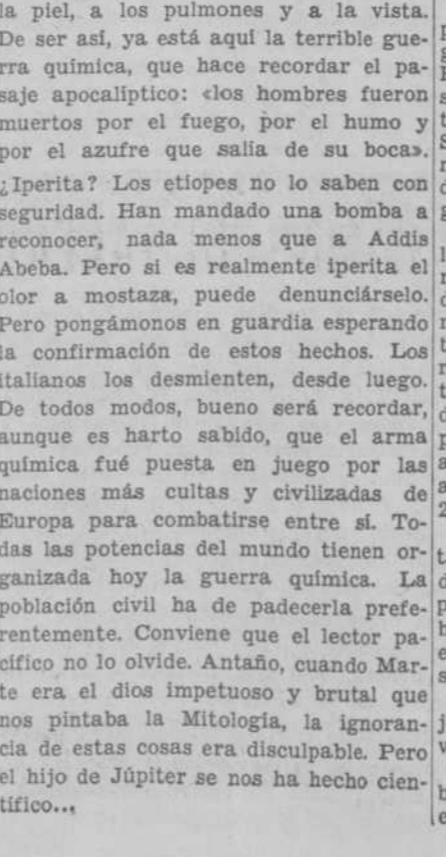 la piel, a los pulmones y a la vista.
De ser así, ya está aquí la terrible gue-
rra química, que hace recordar el pa-
saje apocalíptico: «los hombres fueron
muertos por el fuego, por el humo y
por el azufre que salía de su boca».
¿Iperita? Los etíopes no lo saben con
seguridad. Han mandado una bomba a
reconocer, nada menos que a Addis
Abeba. Pero si es realmente iperita el
olor a mostaza, puede denunciárselo.
Pero pongámonos en guardia esperando
la confirmación de estos hechos. Los
italianos los desmienten, desde luego.
De todos modos, bueno será recordar,
aunque es harto sabido, que el arma
química fué puesta en juego por las
naciones más cultas y civilizadas de
Europa para combatirse entre sí. To-
das las potencias del mundo tienen or-
ganizada hoy la guerra química. La
población civil ha de padecerla prefe-
rentemente. Conviene que el lector pa-
cífico no lo olvide. Antaño, cuando Mar-
te era el dios impetuoso y brutal que
nos pintaba la Mitología, la ignoran-
cia de estas cosas era disculpable. Pero
el hijo de Júpiter se nos ha hecho cien-
tífico...